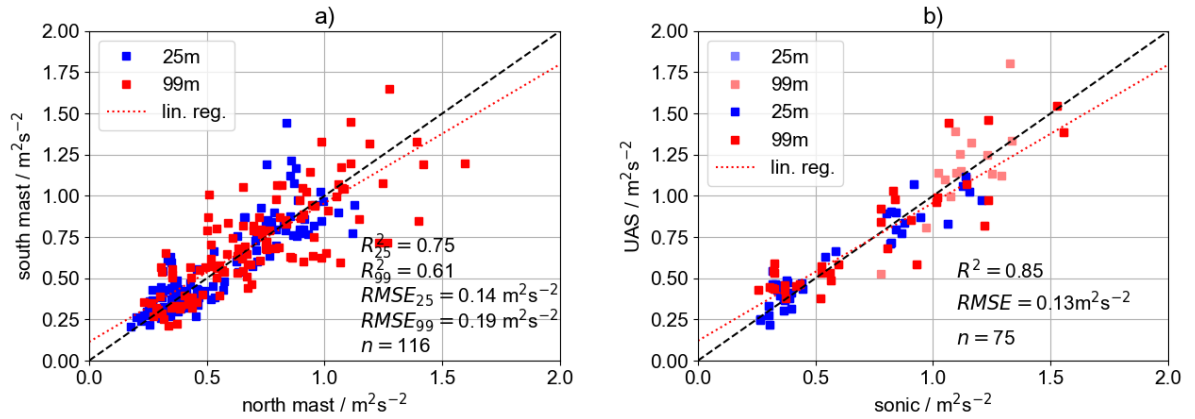 a)
2.00
1.75
1.50
1.25
1.00
0.75
0.50
0.25
0.00
south mast / m²s⁻²
25m
99m
lin. reg.
R²₂₅ = 0.75
R²₉₉ = 0.61
RMSE₂₅ = 0.14 m²s⁻²
RMSE₉₉ = 0.19 m²s⁻²
n = 116
0.0 0.5 1.0 1.5 2.0
north mast / m²s⁻²
b)
2.00
1.75
1.50
1.25
1.00
0.75
0.50
0.25
0.00
UAS / m²s⁻²
25m
99m
25m
99m
lin. reg.
R² = 0.85
RMSE = 0.13m²s⁻²
n = 75
0.0 0.5 1.0 1.5 2.0
sonic / m²s⁻²